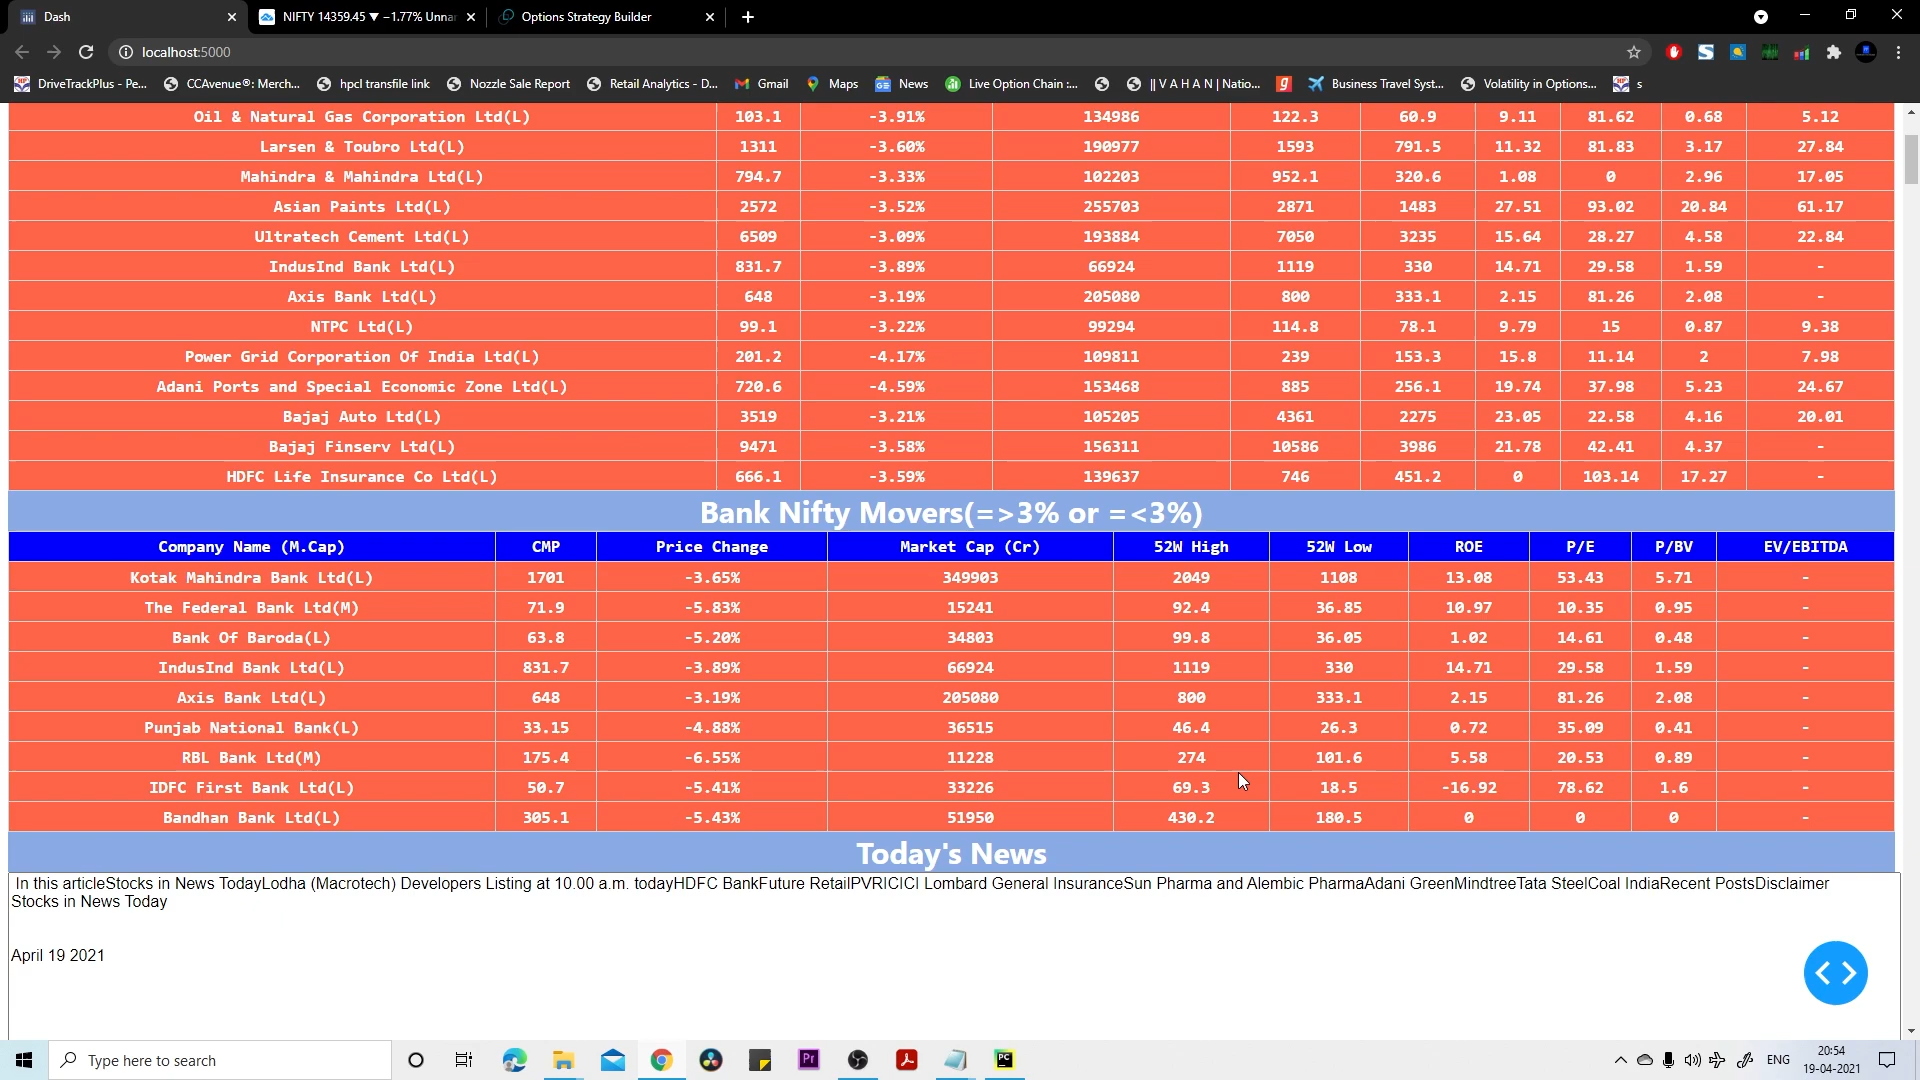 Dash
NIFTY 14359.45 ▼ −1.77% Unnar
Options Strategy Builder
localhost:5000
DriveTrackPlus - Pe...
CCAvenue®: Merch...
hpcl transfile link
Nozzle Sale Report
Retail Analytics - D...
Gmail
Maps
News
Live Option Chain :...
|| V A H A N | Natio...
Business Travel Syst...
Volatility in Options...
s
Oil & Natural Gas Corporation Ltd(L) 103.1 -3.91% 134986 122.3 60.9 9.11 81.62 0.68 5.12
Larsen & Toubro Ltd(L) 1311 -3.60% 190977 1593 791.5 11.32 81.83 3.17 27.84
Mahindra & Mahindra Ltd(L) 794.7 -3.33% 102203 952.1 320.6 1.08 0 2.96 17.05
Asian Paints Ltd(L) 2572 -3.52% 255703 2871 1483 27.51 93.02 20.84 61.17
Ultratech Cement Ltd(L) 6509 -3.09% 193884 7050 3235 15.64 28.27 4.58 22.84
IndusInd Bank Ltd(L) 831.7 -3.89% 66924 1119 330 14.71 29.58 1.59 -
Axis Bank Ltd(L) 648 -3.19% 205080 800 333.1 2.15 81.26 2.08 -
NTPC Ltd(L) 99.1 -3.22% 99294 114.8 78.1 9.79 15 0.87 9.38
Power Grid Corporation Of India Ltd(L) 201.2 -4.17% 109811 239 153.3 15.8 11.14 2 7.98
Adani Ports and Special Economic Zone Ltd(L) 720.6 -4.59% 153468 885 256.1 19.74 37.98 5.23 24.67
Bajaj Auto Ltd(L) 3519 -3.21% 105205 4361 2275 23.05 22.58 4.16 20.01
Bajaj Finserv Ltd(L) 9471 -3.58% 156311 10586 3986 21.78 42.41 4.37 -
HDFC Life Insurance Co Ltd(L) 666.1 -3.59% 139637 746 451.2 0 103.14 17.27 -
Bank Nifty Movers(=>3% or =<3%)
Company Name (M.Cap) CMP Price Change Market Cap (Cr) 52W High 52W Low ROE P/E P/BV EV/EBITDA
Kotak Mahindra Bank Ltd(L) 1701 -3.65% 349903 2049 1108 13.08 53.43 5.71 -
The Federal Bank Ltd(M) 71.9 -5.83% 15241 92.4 36.85 10.97 10.35 0.95 -
Bank Of Baroda(L) 63.8 -5.20% 34803 99.8 36.05 1.02 14.61 0.48 -
IndusInd Bank Ltd(L) 831.7 -3.89% 66924 1119 330 14.71 29.58 1.59 -
Axis Bank Ltd(L) 648 -3.19% 205080 800 333.1 2.15 81.26 2.08 -
Punjab National Bank(L) 33.15 -4.88% 36515 46.4 26.3 0.72 35.09 0.41 -
RBL Bank Ltd(M) 175.4 -6.55% 11228 274 101.6 5.58 20.53 0.89 -
IDFC First Bank Ltd(L) 50.7 -5.41% 33226 69.3 18.5 -16.92 78.62 1.6 -
Bandhan Bank Ltd(L) 305.1 -5.43% 51950 430.2 180.5 0 0 0 -
Today's News
In this articleStocks in News TodayLodha (Macrotech) Developers Listing at 10.00 a.m. todayHDFC BankFuture RetailPVRICICI Lombard General InsuranceSun Pharma and Alembic PharmaAdani GreenMindtreeTata SteelCoal IndiaRecent PostsDisclaimer
Stocks in News Today
April 19 2021
Type here to search
Pr
PC
ENG
20:54
19-04-2021